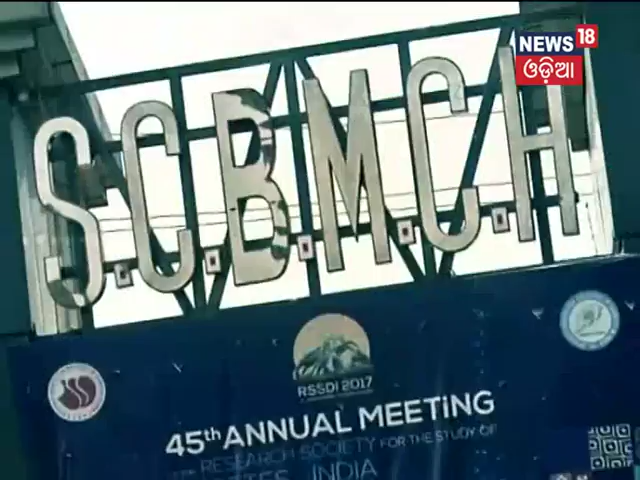 NEWS 18
ଓଡ଼ିଆ
S.C.B.M.C.H
RSSDI 2017
45th ANNUAL MEETING
RESEARCH SOCIETY FOR THE STUDY OF
INDIA